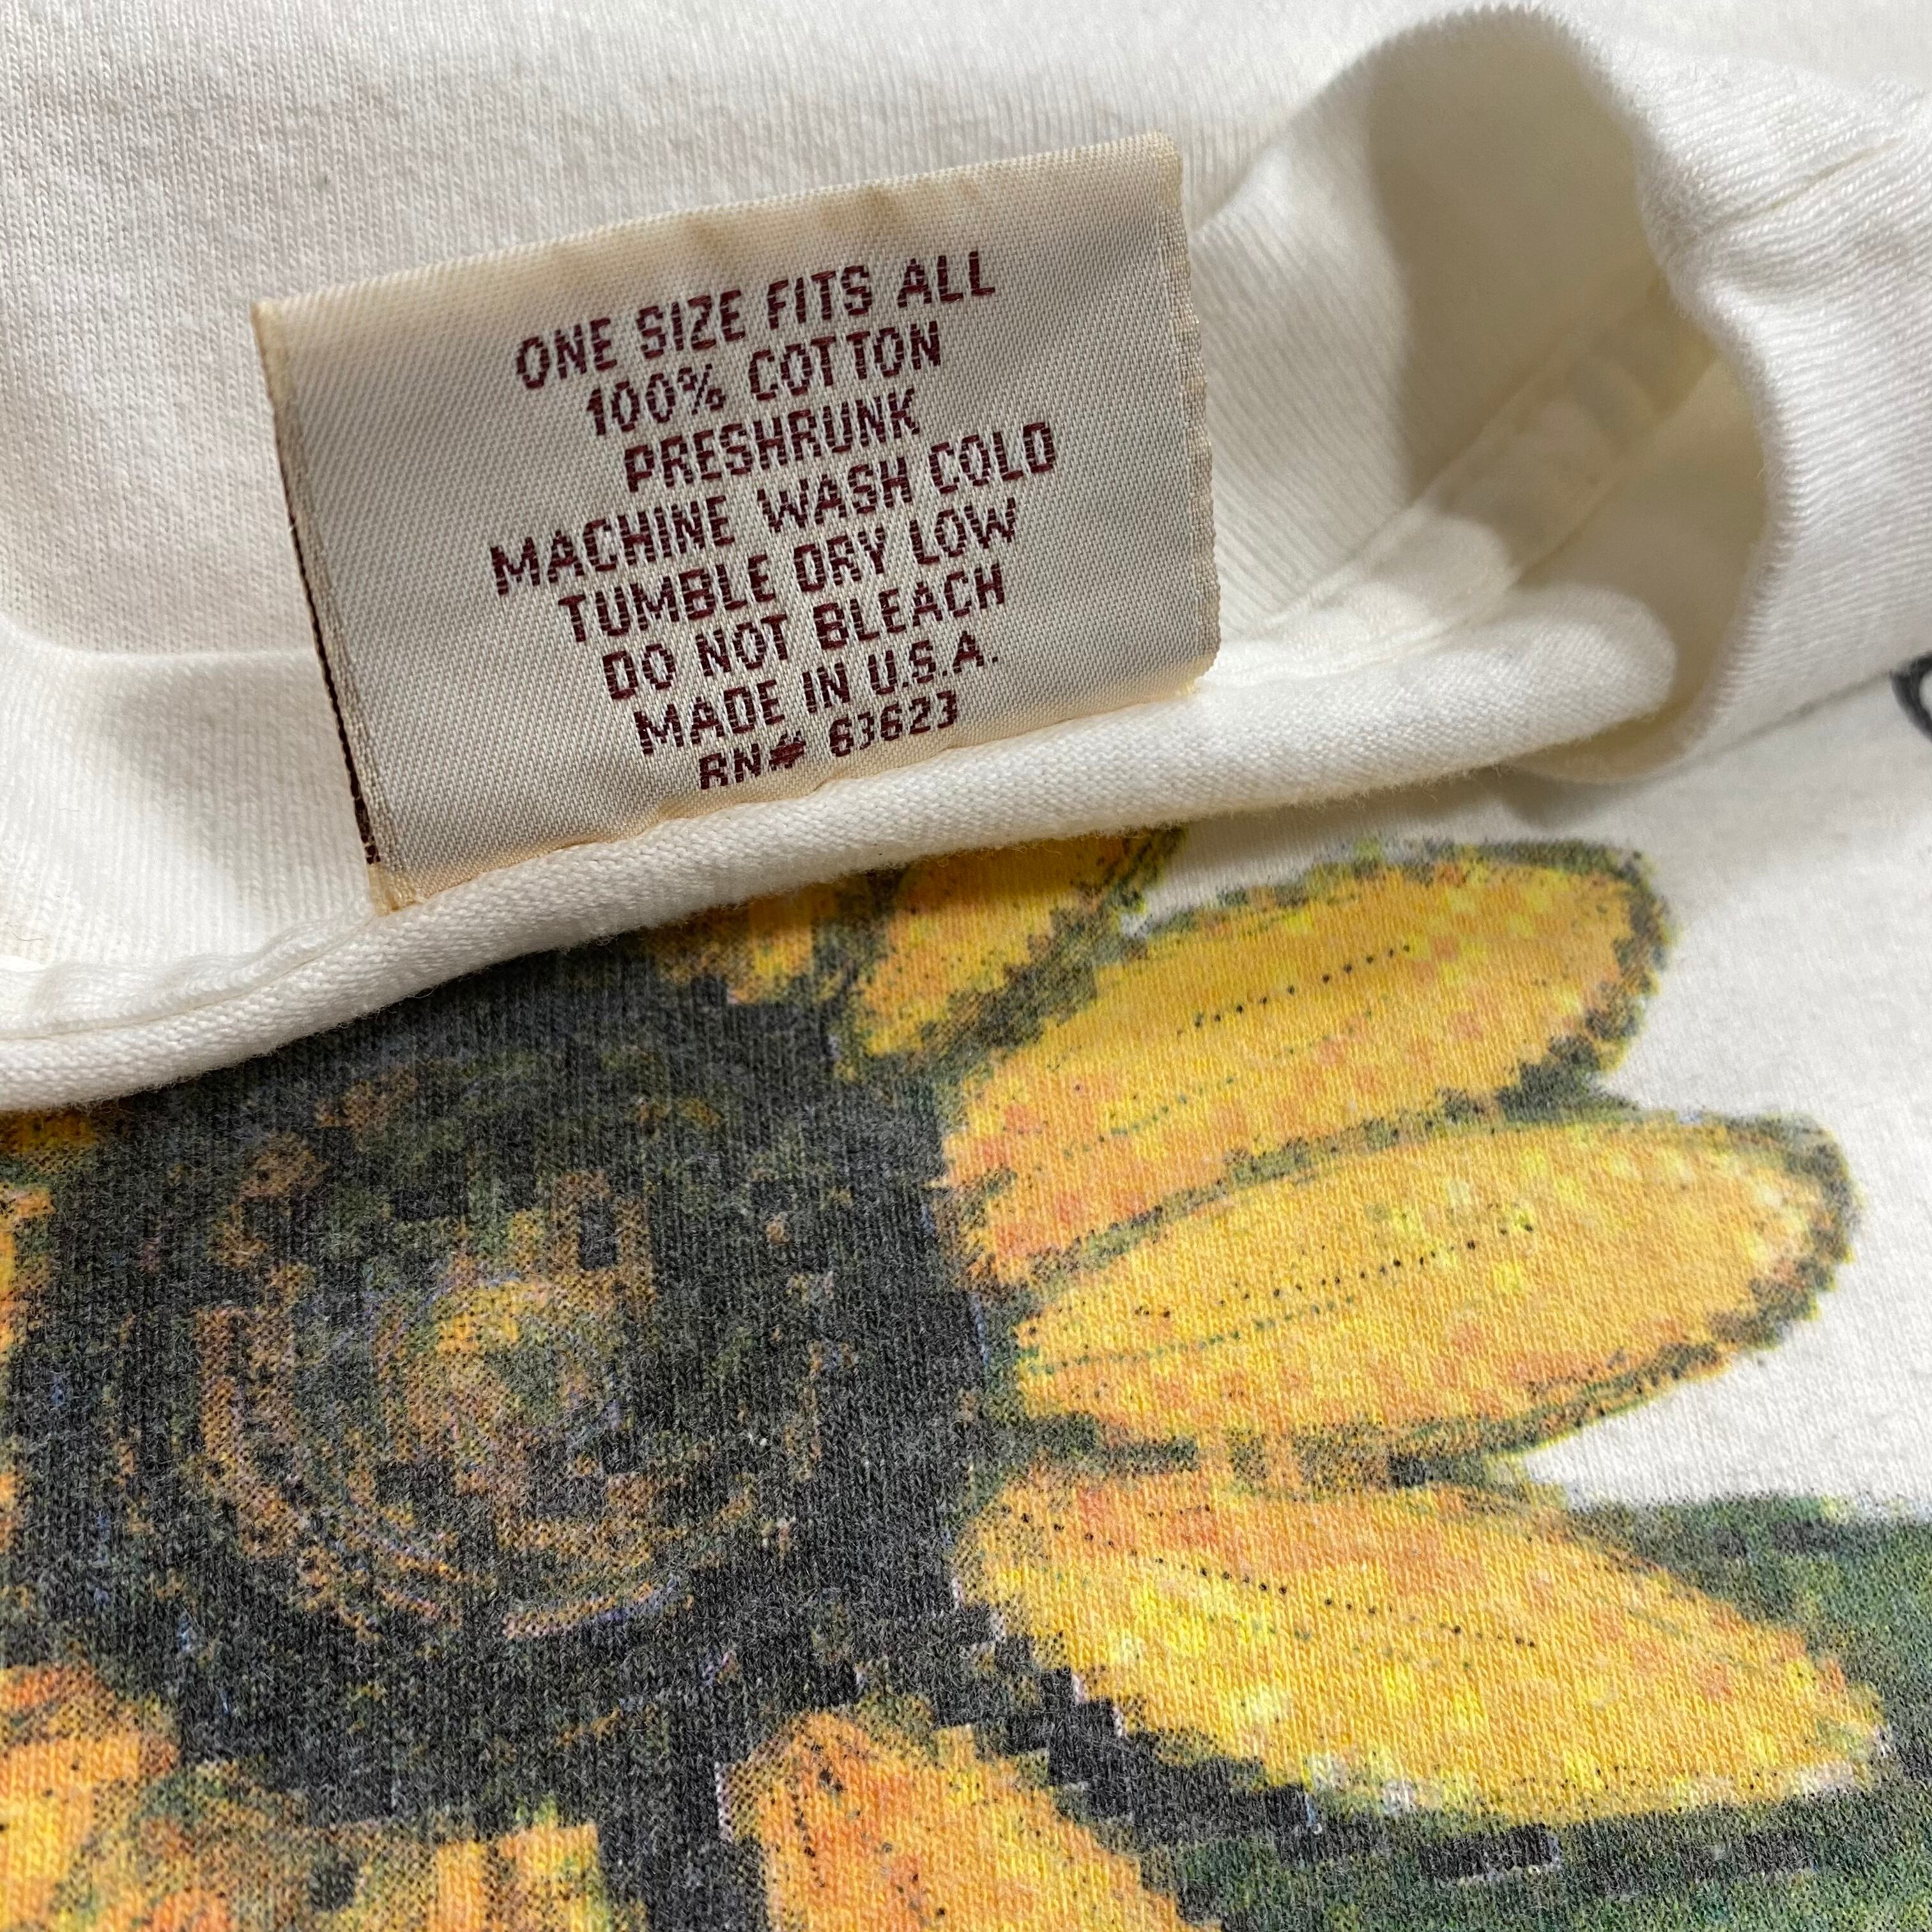 ONE SIZE FITS ALL
100% COTTON
PRESHRUNK
MACHINE WASH COLD
TUMBLE DRY LOW
DO NOT BLEACH
MADE IN U.S.A.
RN# 63623